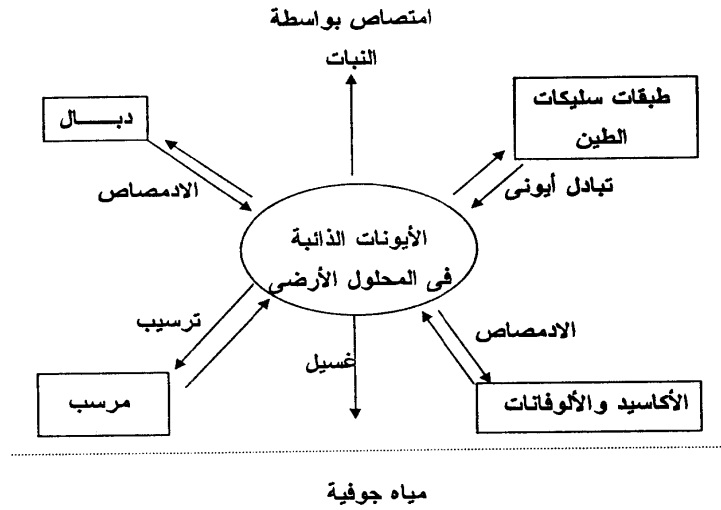 امتصاص بواسطة
النبات
طبقات سليكات
الطين
دبـــــال
تبادل أيونى
الادمصاص
الأيونات الذائبة
فى المحلول الأرضى
ترسيب
الادمصاص
غسيل
مرسب
الأكاسيد والألوفانات
مياه جوفية